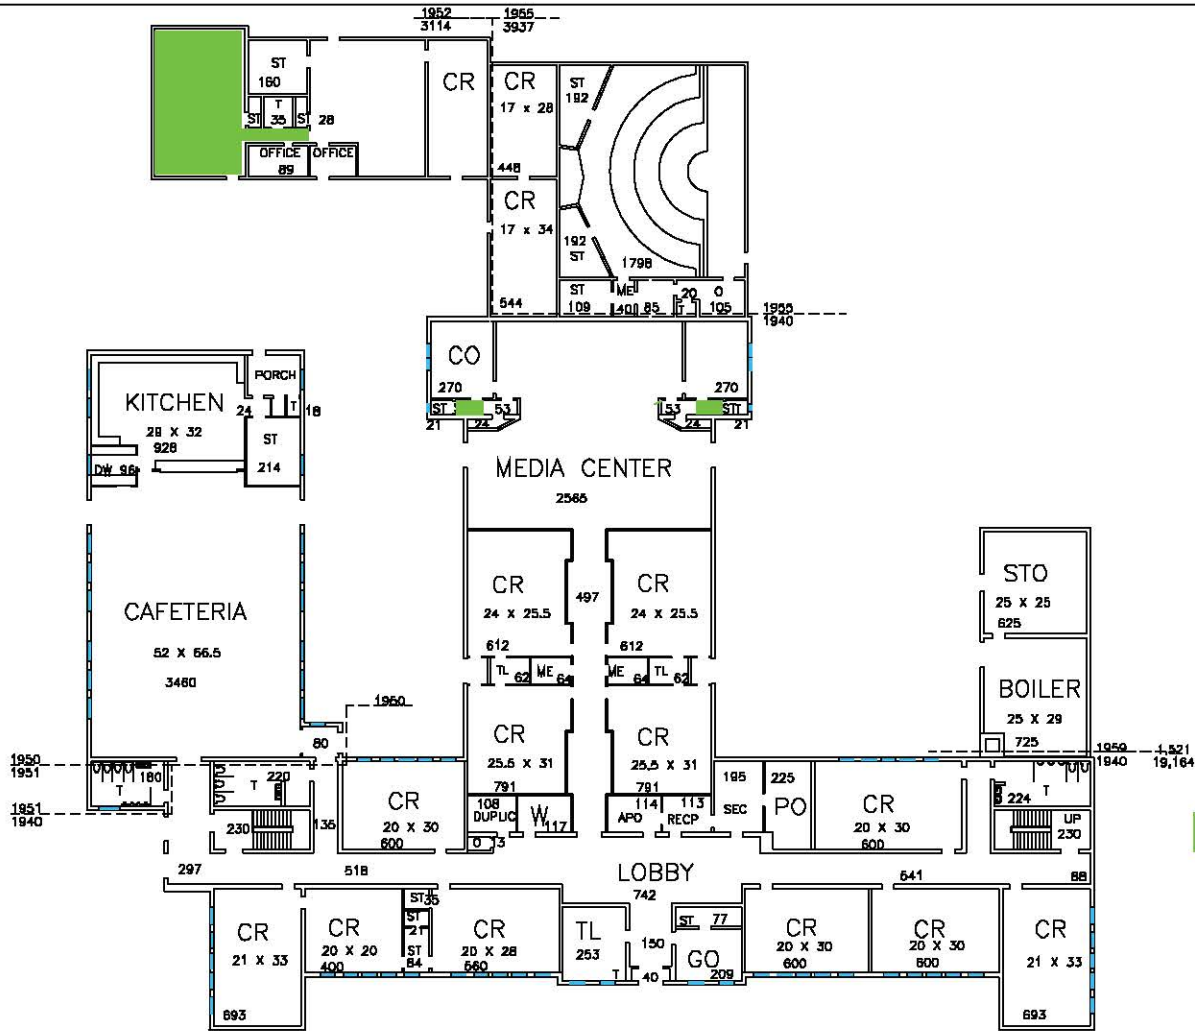 1952 1955
3114 3937
ST
160
CR
CR
17 x 28
ST
192
T
ST 35 ST 28
OFFICE OFFICE
89
448
CR
17 x 34
192
ST
1798
544
ST
109
ME
40
85
20
T
O
105
1955
1940
CO
270
270
ST
53
53
ST T
21
24
24
21
PORCH
KITCHEN
29 X 32
928
24
T
18
ST
214
DW 96
MEDIA CENTER
2565
CR
24 X 25.5
612
497
CR
24 X 25.5
612
STO
25 X 25
625
CAFETERIA
52 X 66.5
3460
TL
62
ME
64
ME
64
TL
62
CR
25.5 X 31
791
CR
25.5 X 31
791
BOILER
25 X 29
725
1950
80
1950
1951
1959 1,521
1940 19,164
180
T
220
T
195
SEC
225
PO
224
T
1951
1940
230
135
CR
20 X 30
600
108
DUPLIC
W
117
114
APO
113
RECP
CR
20 X 30
600
UP
230
O 13
297
518
LOBBY
742
541
88
CR
21 X 33
693
CR
20 X 20
400
ST 35
ST
21
ST
84
CR
20 X 28
560
TL
253
T
150
40
ST 77
GO
209
CR
20 X 30
600
CR
20 X 30
600
CR
21 X 33
693